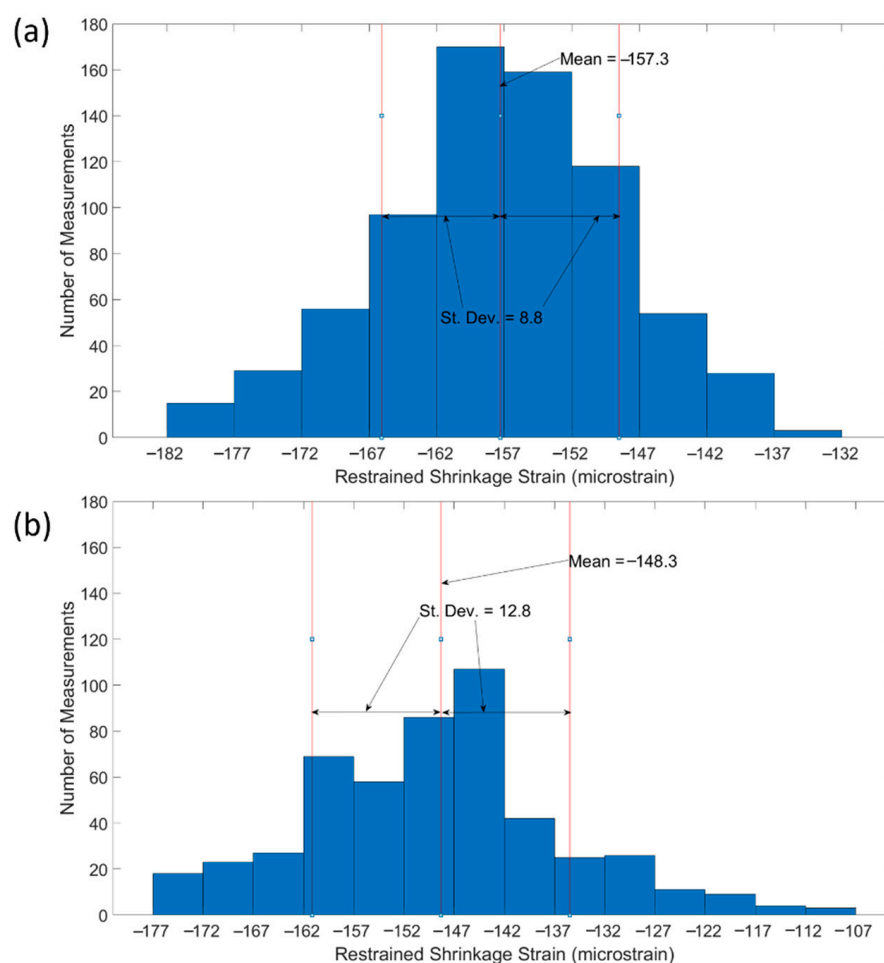 (a)
180
160
140
120
100
80
60
40
20
0
Number of Measurements
Mean = –157.3
St. Dev. = 8.8
–182 –177 –172 –167 –162 –157 –152 –147 –142 –137 –132
Restrained Shrinkage Strain (microstrain)
(b)
180
160
140
120
100
80
60
40
20
0
Number of Measurements
Mean = –148.3
St. Dev. = 12.8
–177 –172 –167 –162 –157 –152 –147 –142 –137 –132 –127 –122 –117 –112 –107
Restrained Shrinkage Strain (microstrain)